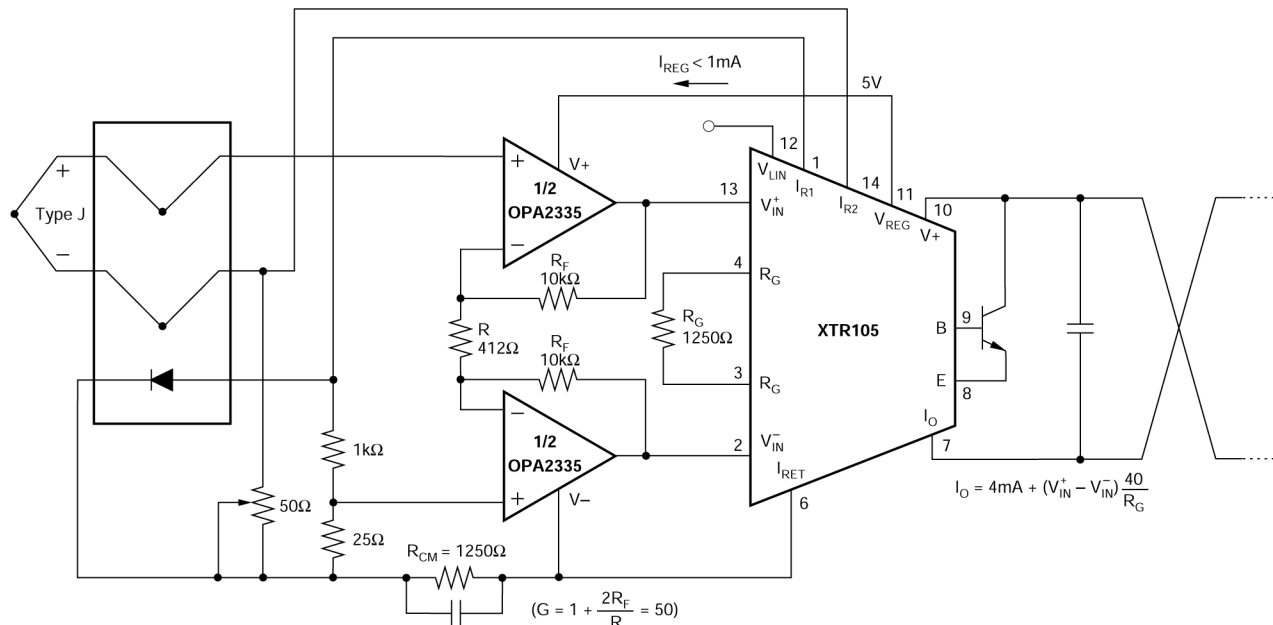 I_REG < 1mA
5V
V+
12
1
14
11
10
+
Type J
−
+
1/2
OPA2335
−
13
V_LIN
I_R1
I_R2
V_REG
V+
V_IN^+
R_F
10kΩ
4
R_G
R_G
1250Ω
XTR105
B
9
R
412Ω
R_F
10kΩ
3
R_G
E
8
I_O
7
−
1/2
OPA2335
+
V−
2
V_IN^−
I_RET
6
1kΩ
50Ω
25Ω
I_O = 4mA + (V_IN^+ − V_IN^−) 40/R_G
R_CM = 1250Ω
(G = 1 + 2R_F/R = 50)